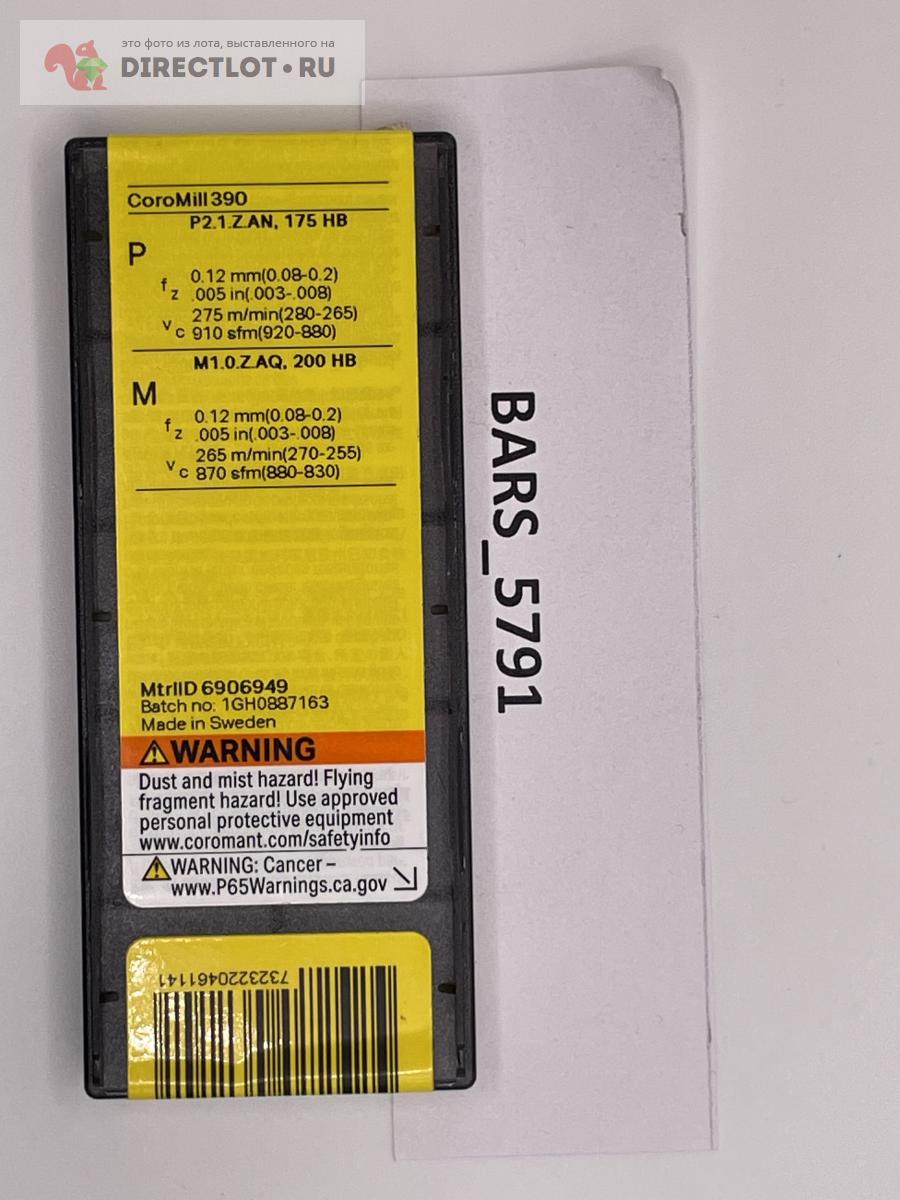 это фото из лота, выставленного на
DIRECTLOT•RU
CoroMill 390
P2.1.Z.AN, 175 HB
P
fz 0.12 mm(0.08-0.2)
.005 in(.003-.008)
vc 275 m/min(280-265)
910 sfm(920-880)
M1.0.Z.AQ, 200 HB
M
fz 0.12 mm(0.08-0.2)
.005 in(.003-.008)
vc 265 m/min(270-255)
870 sfm(880-830)
MtrlID 6906949
Batch no: 1GH0887163
Made in Sweden
WARNING
Dust and mist hazard! Flying
fragment hazard! Use approved
personal protective equipment
www.coromant.com/safetyinfo
WARNING: Cancer –
www.P65Warnings.ca.gov
7323220461141
BARS_5791